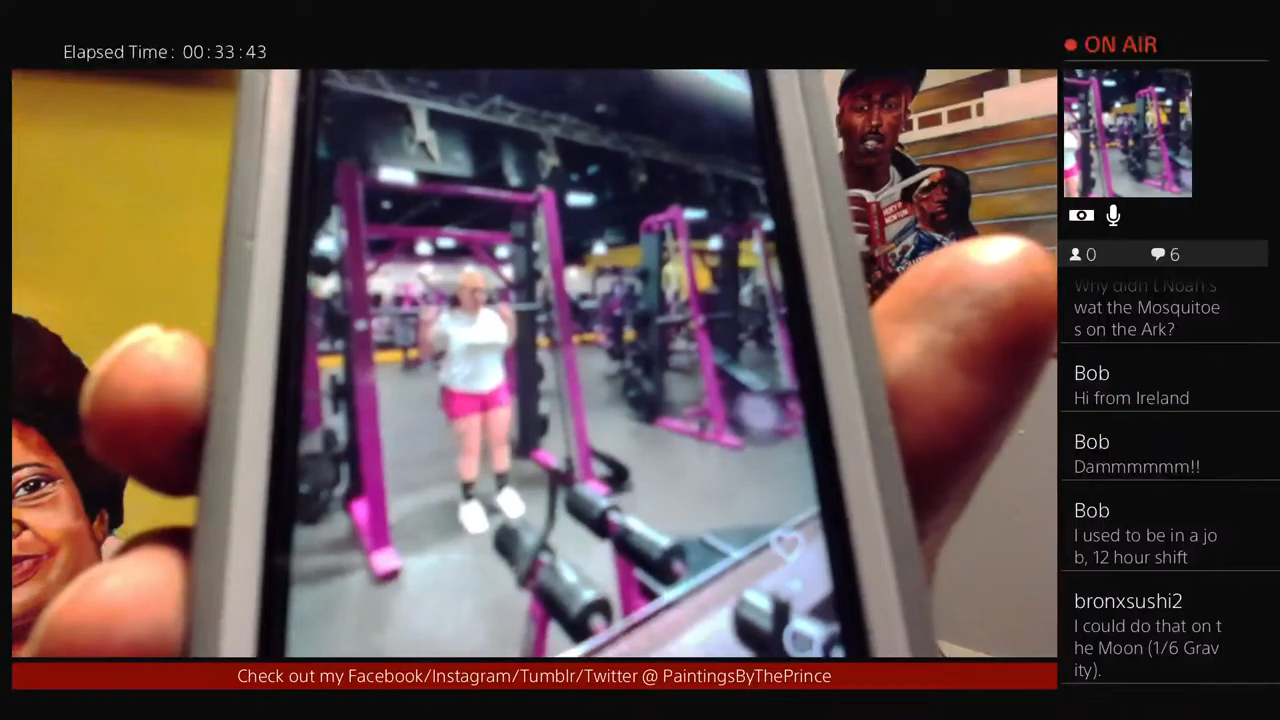 Elapsed Time: 00:33:43
ON AIR
0
6
Why didn't Noah s
wat the Mosquitoe
s on the Ark?
Bob
Hi from Ireland
Bob
Dammmmmm!!
Bob
I used to be in a jo
b, 12 hour shift
bronxsushi2
I could do that on t
he Moon (1/6 Grav
ity).
Check out my Facebook/Instagram/Tumblr/Twitter @ PaintingsByThePrince